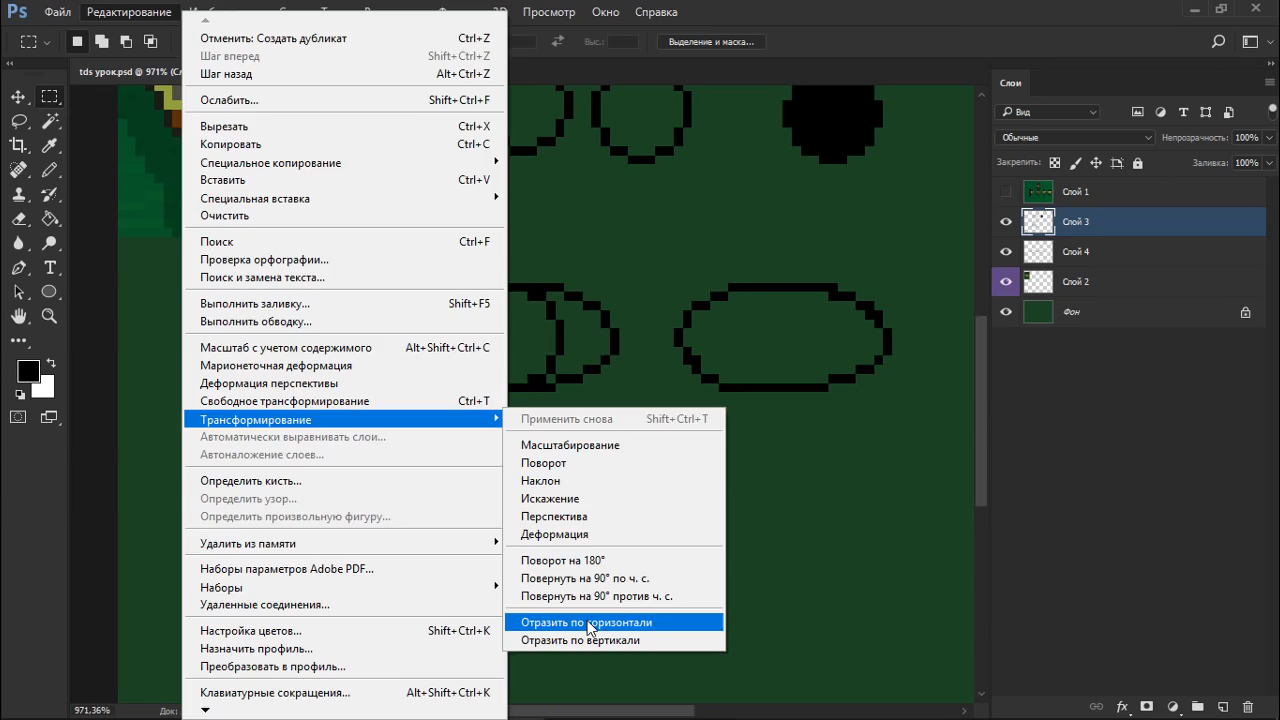 Ps Файл Редактирование Просмотр Окно Справка
Выс.: Выделение и маска...
tds урок.psd @ 971% (Сл
Отменить: Создать дубликат Ctrl+Z
Шаг вперед Shift+Ctrl+Z
Шаг назад Alt+Ctrl+Z
Ослабить... Shift+Ctrl+F
Вырезать Ctrl+X
Копировать Ctrl+C
Специальное копирование
Вставить Ctrl+V
Специальная вставка
Очистить
Поиск Ctrl+F
Проверка орфографии...
Поиск и замена текста...
Выполнить заливку... Shift+F5
Выполнить обводку...
Масштаб с учетом содержимого Alt+Shift+Ctrl+C
Марионеточная деформация
Деформация перспективы
Свободное трансформирование Ctrl+T
Трансформирование
Автоматически выравнивать слои...
Автоналожение слоев...
Определить кисть...
Определить узор...
Определить произвольную фигуру...
Удалить из памяти
Наборы параметров Adobe PDF...
Наборы
Удаленные соединения...
Настройка цветов... Shift+Ctrl+K
Назначить профиль...
Преобразовать в профиль...
Клавиатурные сокращения... Alt+Shift+Ctrl+K
Применить снова Shift+Ctrl+T
Масштабирование
Поворот
Наклон
Искажение
Перспектива
Деформация
Поворот на 180°
Повернуть на 90° по ч. с.
Повернуть на 90° против ч. с.
Отразить по горизонтали
Отразить по вертикали
Слои
Вид
Обычные Непрозрачность: 100%
Закрепить: Заливка: 100%
Слой 1
Слой 3
Слой 4
Слой 2
Фон
971,36% Док: